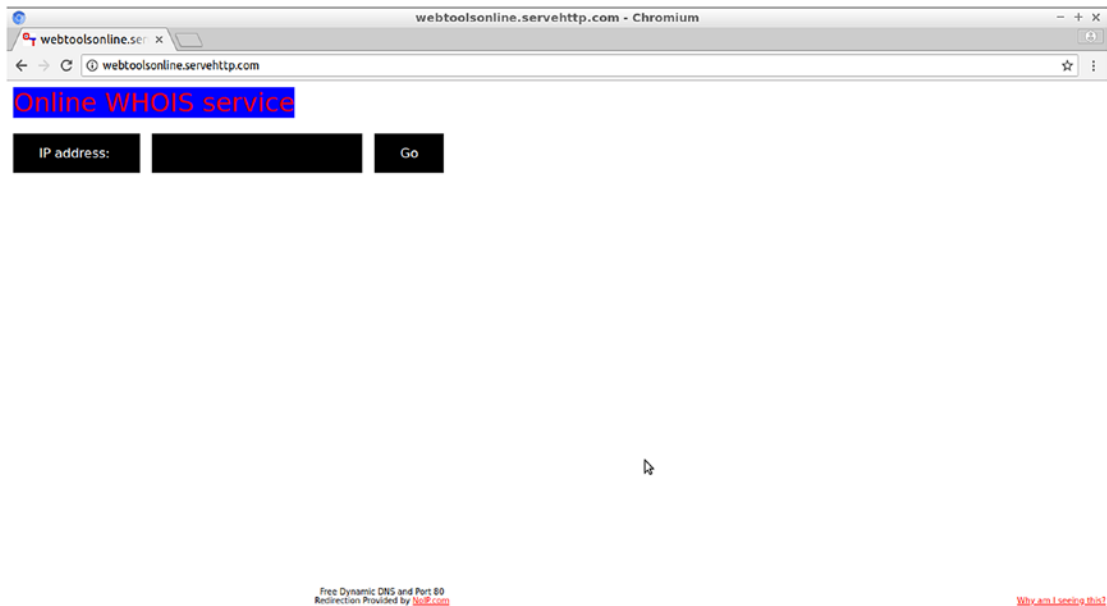 webtoolsonline.servehttp.com - Chromium
webtoolsonline.ser
webtoolsonline.servehttp.com
Online WHOIS service
IP address:
Go
Free Dynamic DNS and Port 80
Redirection Provided by NoIP.com
Why am I seeing this?